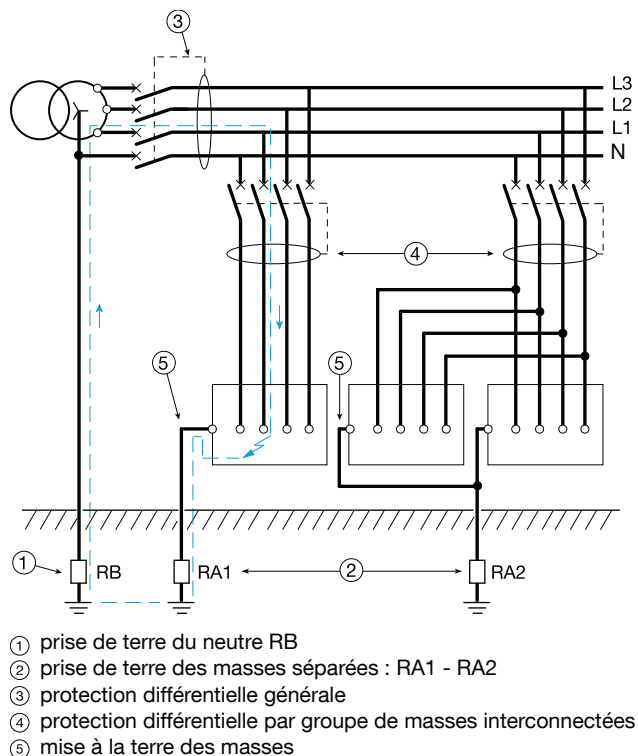 ③
L3
L2
L1
N
④
⑤ ⑤
① RB RA1 ② RA2
① prise de terre du neutre RB
② prise de terre des masses séparées : RA1 - RA2
③ protection différentielle générale
④ protection différentielle par groupe de masses interconnectées
⑤ mise à la terre des masses